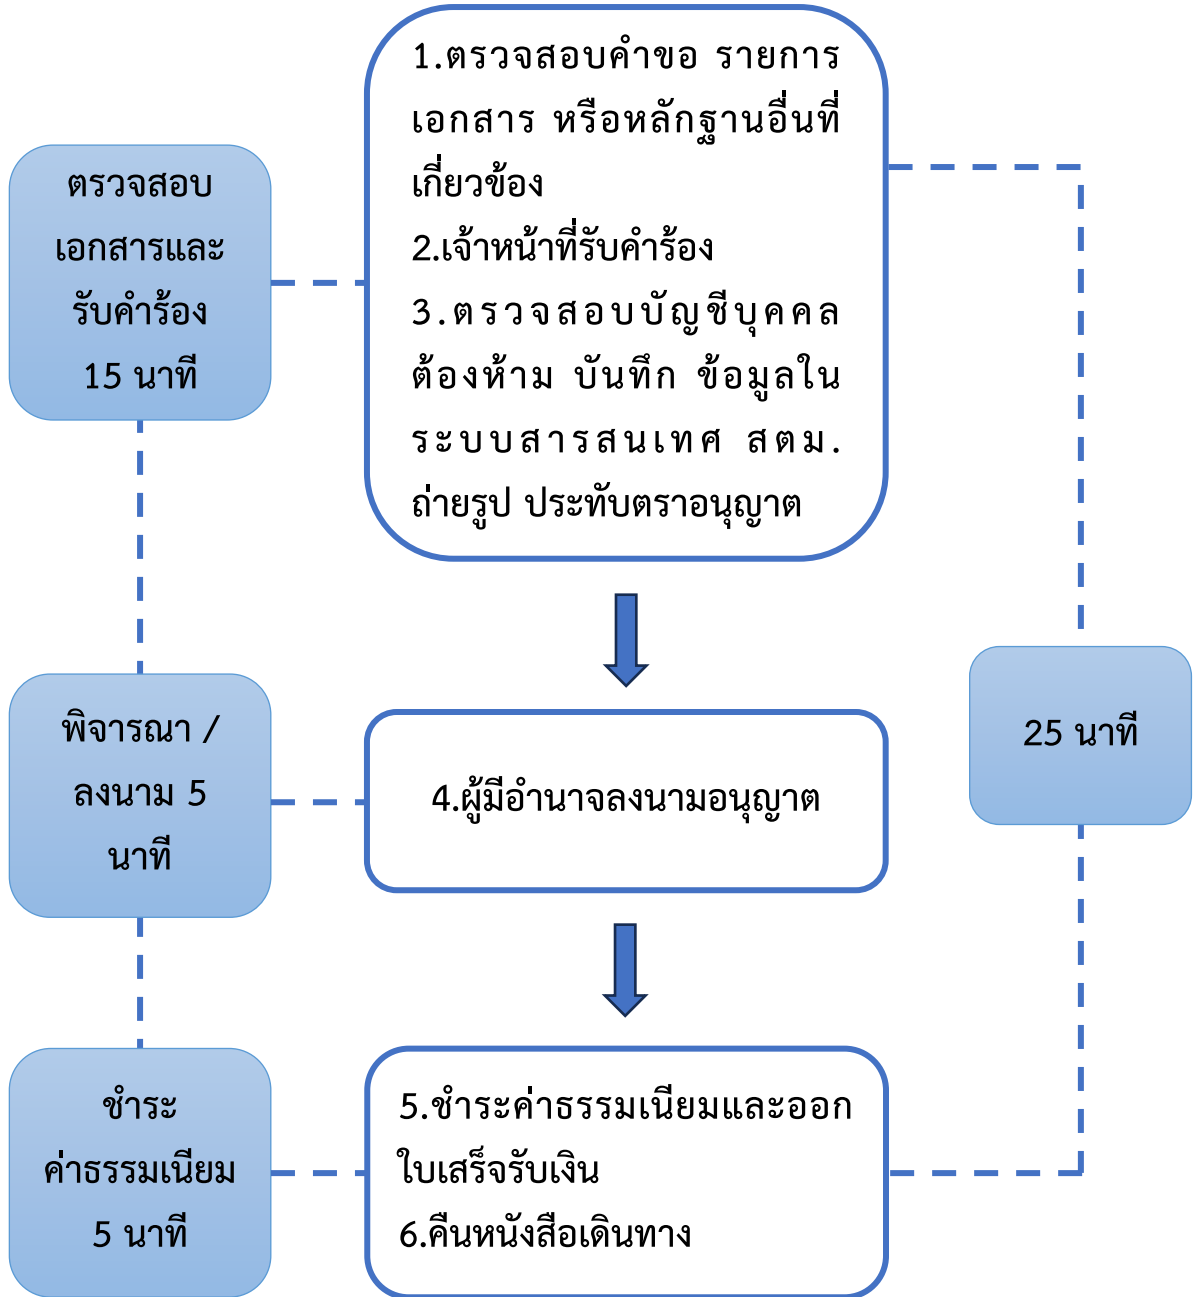 ตรวจสอบ
เอกสารและ
รับคำร้อง
15 นาที
1.ตรวจสอบคำขอ รายการ
เอกสาร หรือหลักฐานอื่นที่
เกี่ยวข้อง
2.เจ้าหน้าที่รับคำร้อง
3.ตรวจสอบบัญชีบุคคล
ต้องห้าม บันทึก ข้อมูลใน
ระบบสารสนเทศ สตม.
ถ่ายรูป ประทับตราอนุญาต
พิจารณา /
ลงนาม 5
นาที
4.ผู้มีอำนาจลงนามอนุญาต
25 นาที
ชำระ
ค่าธรรมเนียม
5 นาที
5.ชำระค่าธรรมเนียมและออก
ใบเสร็จรับเงิน
6.คืนหนังสือเดินทาง